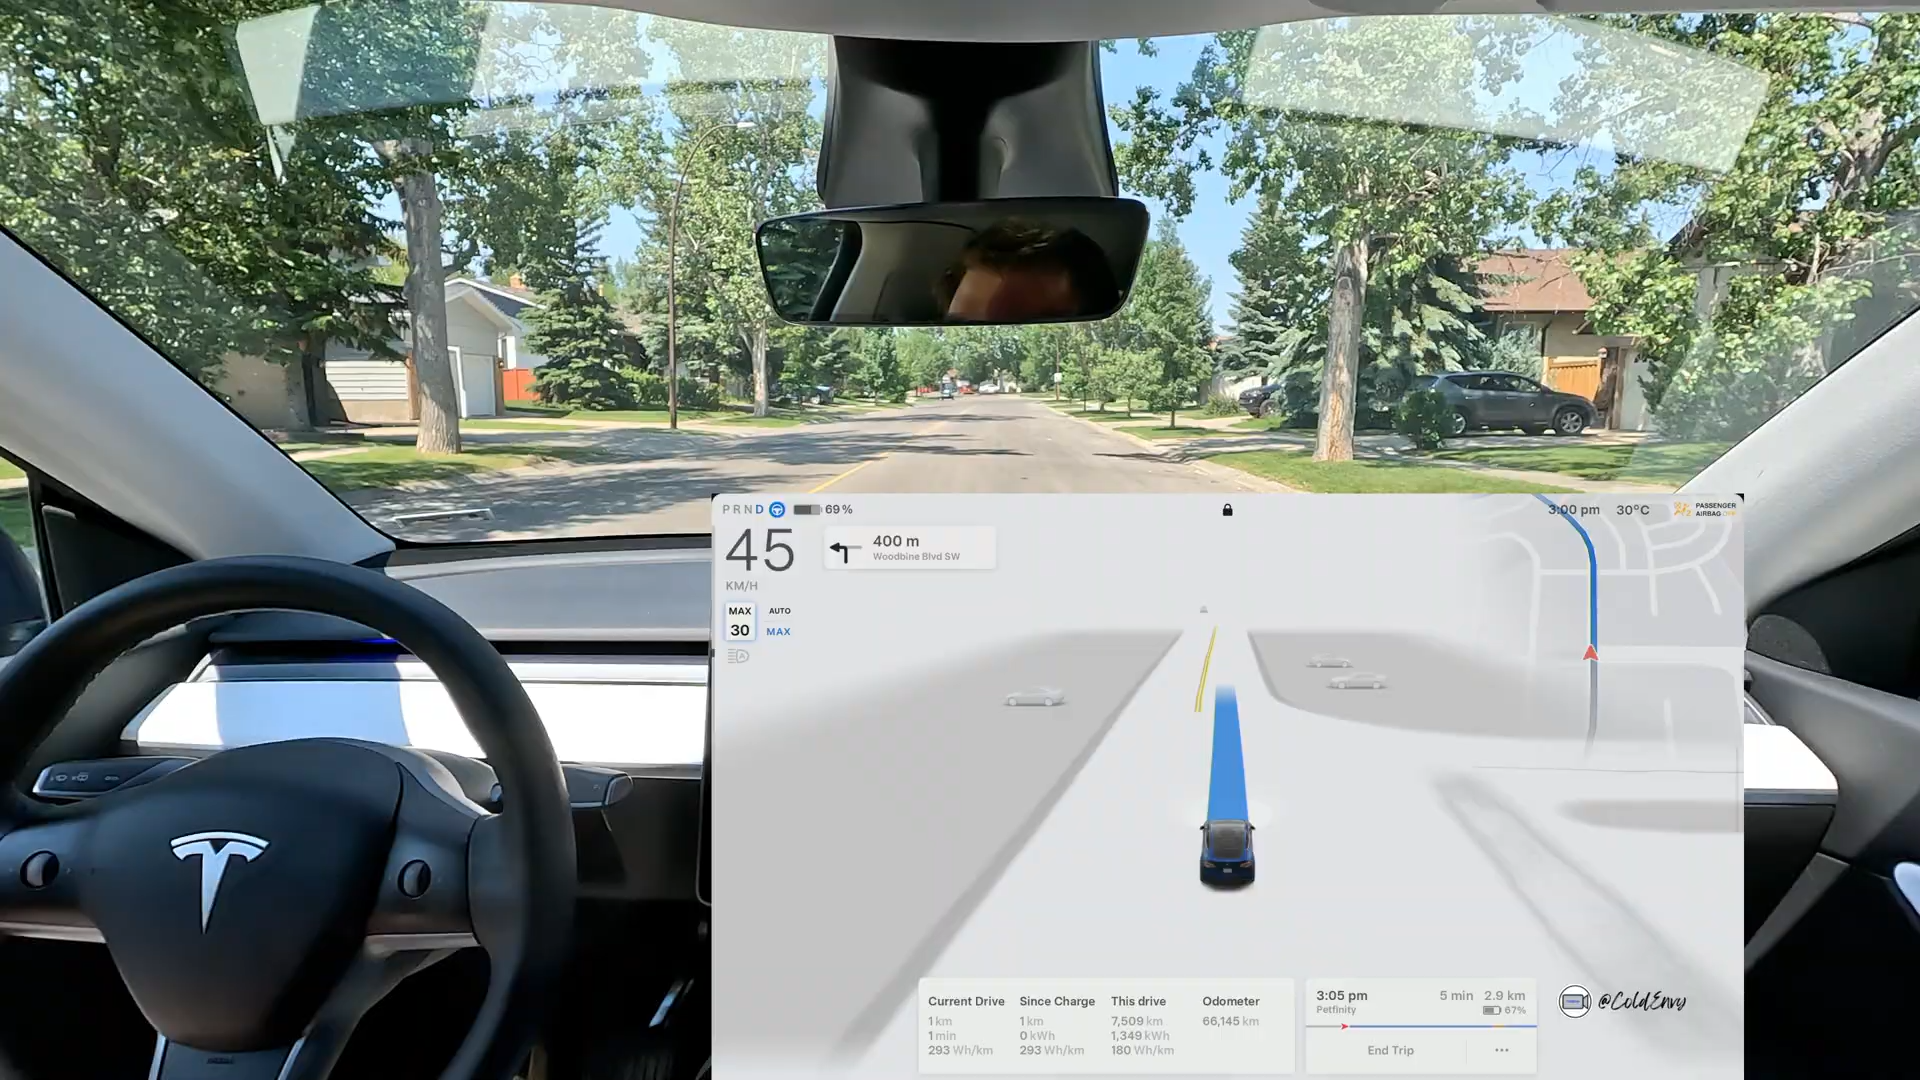 P R N D 69 %
3:00 pm 30°C PASSENGER
AIRBAG OFF
45
KM/H
400 m
Woodbine Blvd SW
MAX
30
AUTO
MAX
Current Drive Since Charge This drive Odometer
1 km 1 km 7,509 km 66,145 km
1 min 0 kWh 1,349 kWh
293 Wh/km 293 Wh/km 180 Wh/km
3:05 pm 5 min 2.9 km
Petfinity 67%
End Trip ...
@ColdEnvy